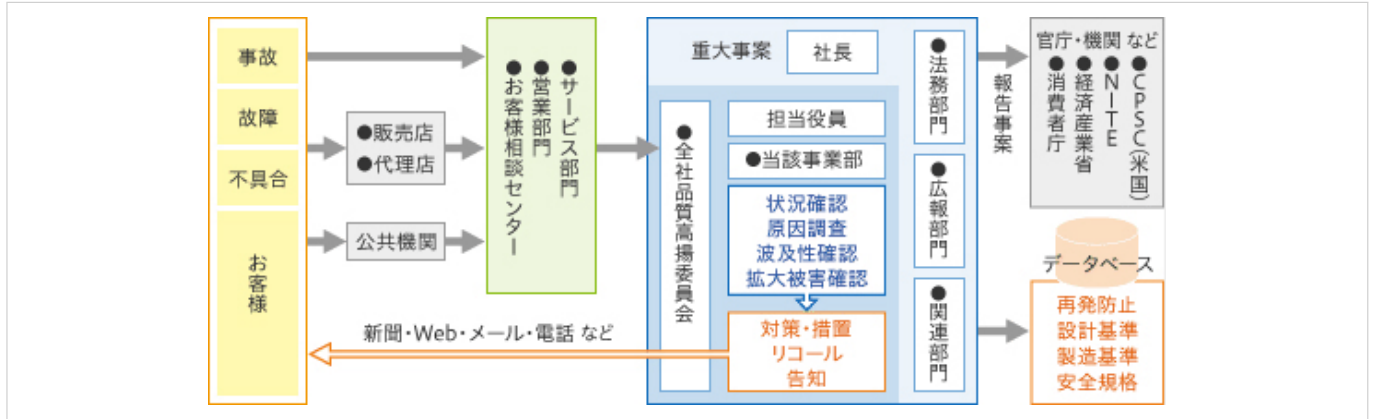 事故
故障
不具合
お客様
●販売店
●代理店
公共機関
●サービス部門
●営業部門
●お客様相談センター
重大事案
社長
●全社品質高揚委員会
担当役員
●当該事業部
状況確認
原因調査
波及性確認
拡大被害確認
対策・措置
リコール
告知
●法務部門
●広報部門
●関連部門
報告事案
官庁・機関 など
●CPSC(米国)
●NITE
●経済産業省
●消費者庁
データベース
再発防止
設計基準
製造基準
安全規格
新聞・Web・メール・電話 など